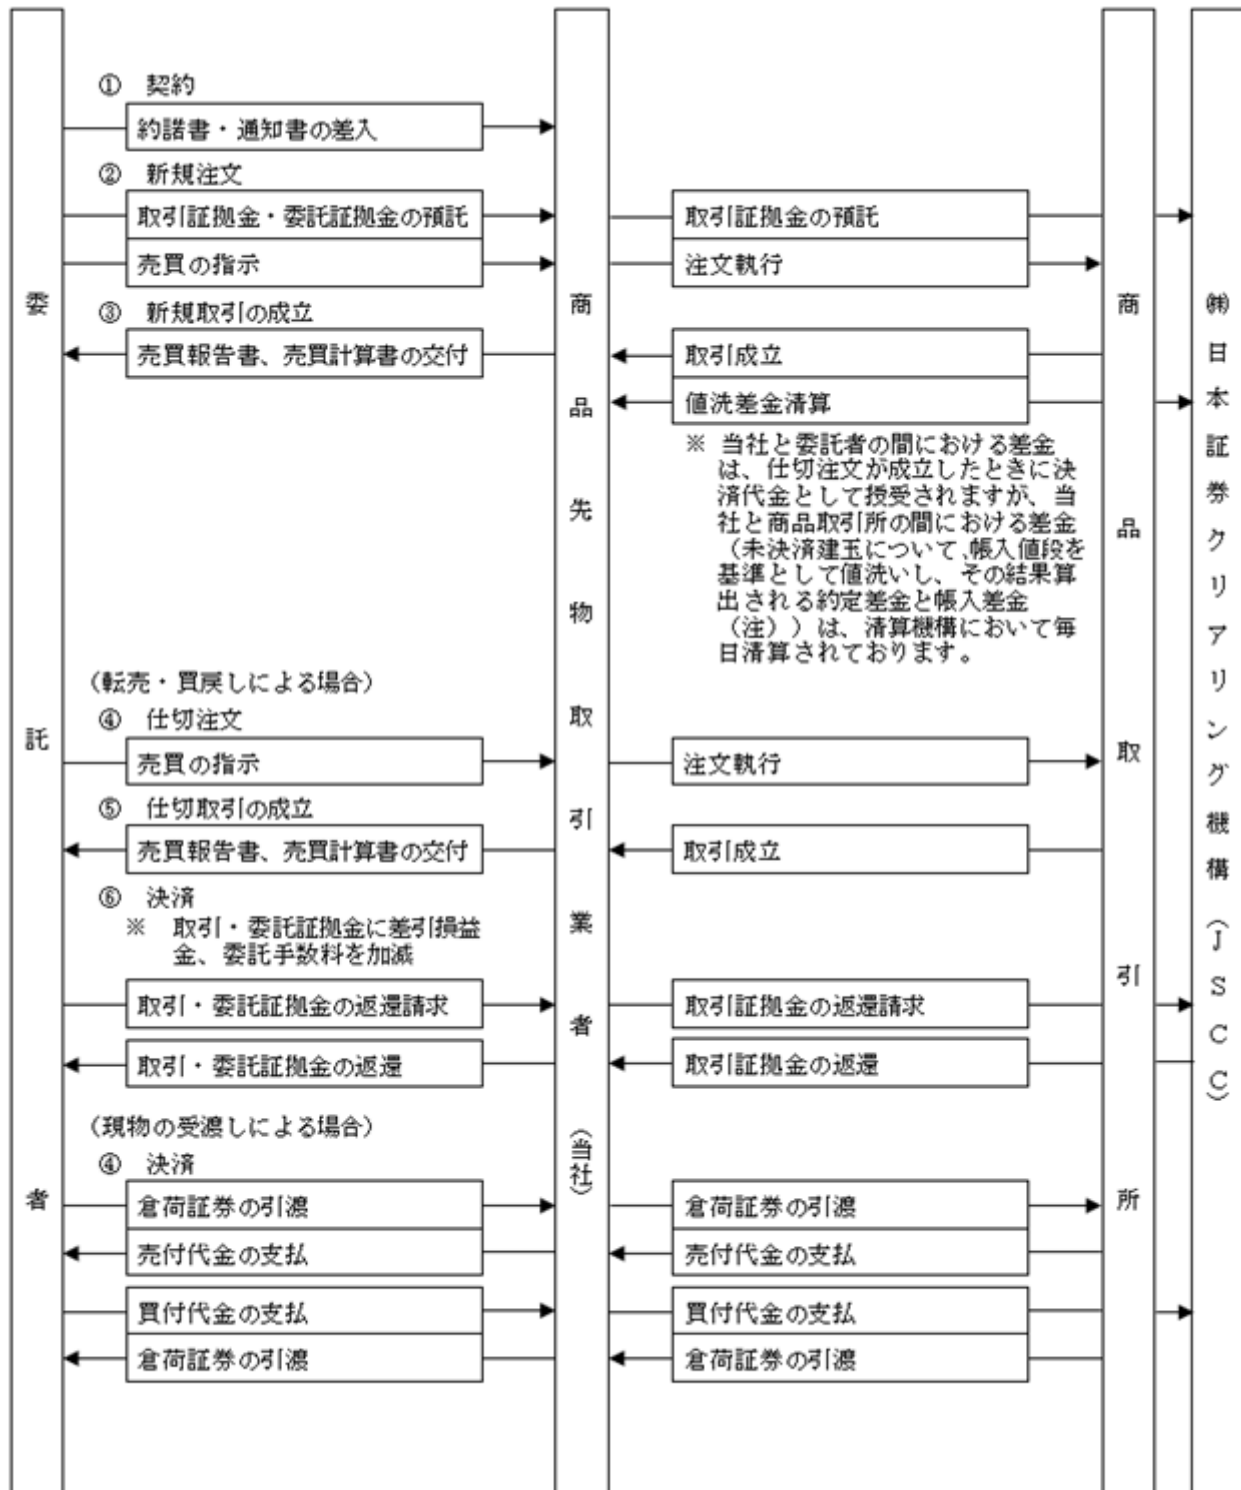 ① 契約
約諾書・通知書の差入
② 新規注文
取引証拠金・委託証拠金の預託
取引証拠金の預託
売買の指示
注文執行
③ 新規取引の成立
売買報告書、売買計算書の交付
取引成立
値洗差金清算
※ 当社と委託者の間における差金
は、仕切注文が成立したときに決
済代金として授受されますが、当
社と商品取引所の間における差金
（未決済建玉について、帳入値段を
基準として値洗いし、その結果算
出される約定差金と帳入差金
（注））は、清算機構において毎
日清算されております。
（転売・買戻しによる場合）
④ 仕切注文
売買の指示
注文執行
⑤ 仕切取引の成立
売買報告書、売買計算書の交付
取引成立
⑥ 決済
※ 取引・委託証拠金に差引損益
金、委託手数料を加減
取引・委託証拠金の返還請求
取引証拠金の返還請求
取引・委託証拠金の返還
取引証拠金の返還
（現物の受渡しによる場合）
④ 決済
倉荷証券の引渡
倉荷証券の引渡
売付代金の支払
売付代金の支払
買付代金の支払
買付代金の支払
倉荷証券の引渡
倉荷証券の引渡
委託者
商品先物取引業者（当社）
商品取引所
㈱日本証券クリアリング機構（ＪＳＣＣ）